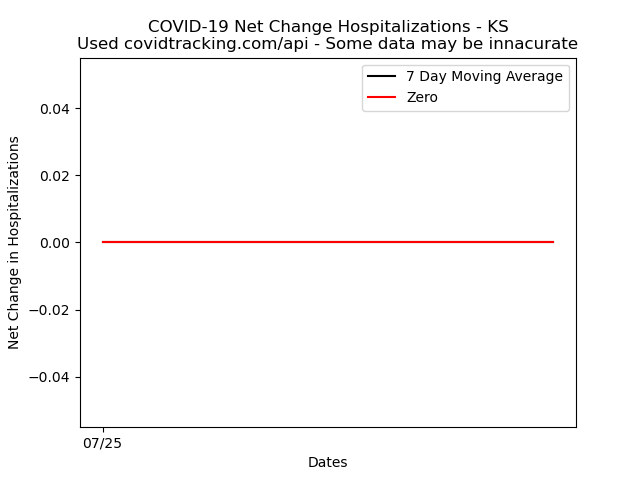 COVID-19 Net Change Hospitalizations - KS
Used covidtracking.com/api - Some data may be innacurate
7 Day Moving Average
Zero
Net Change in Hospitalizations
0.04
0.02
0.00
−0.02
−0.04
07/25
Dates